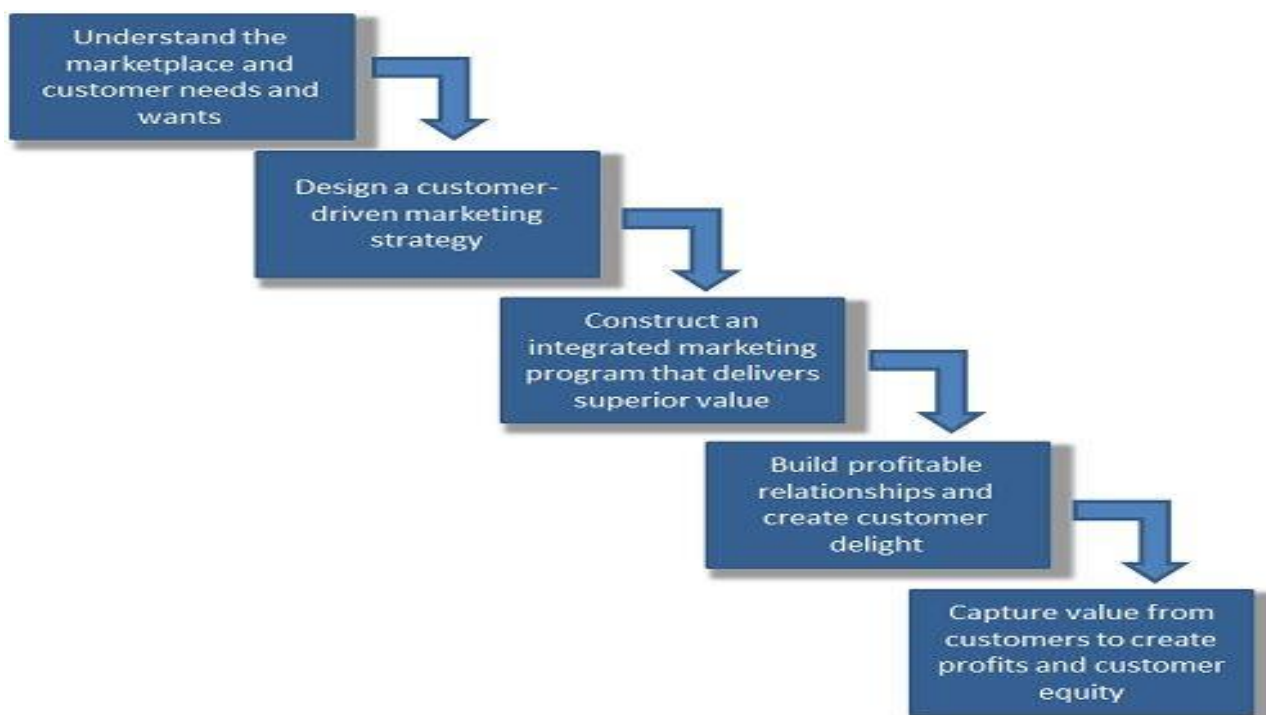 Understand the
marketplace and
customer needs and
wants
Design a customer-
driven marketing
strategy
Construct an
integrated marketing
program that delivers
superior value
Build profitable
relationships and
create customer
delight
Capture value from
customers to create
profits and customer
equity